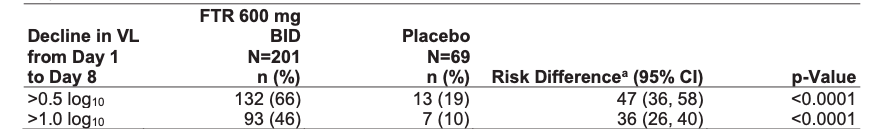 FTR 600 mg
Decline in VL BID Placebo
from Day 1 N=201 N=69
to Day 8 n (%) n (%) Risk Differenceᵃ (95% CI) p-Value
>0.5 log₁₀ 132 (66) 13 (19) 47 (36, 58) <0.0001
>1.0 log₁₀ 93 (46) 7 (10) 36 (26, 40) <0.0001